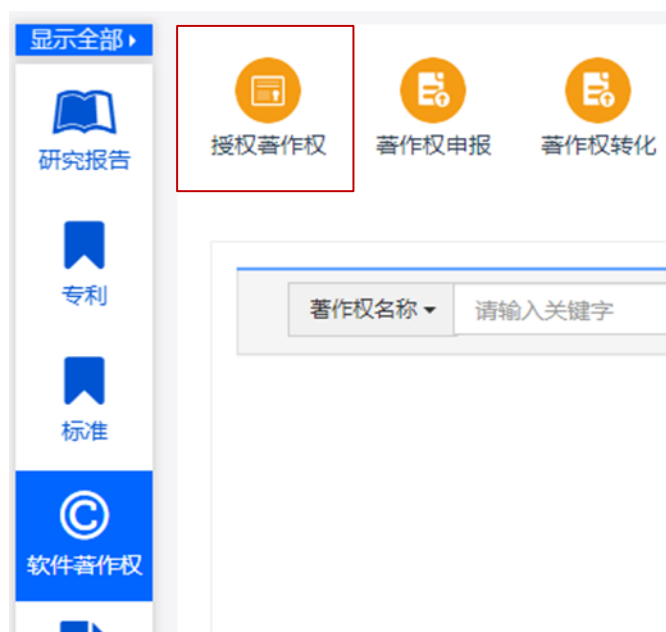 显示全部
研究报告
专利
标准
©
软件著作权
授权著作权
著作权申报
著作权转化
著作权名称
请输入关键字